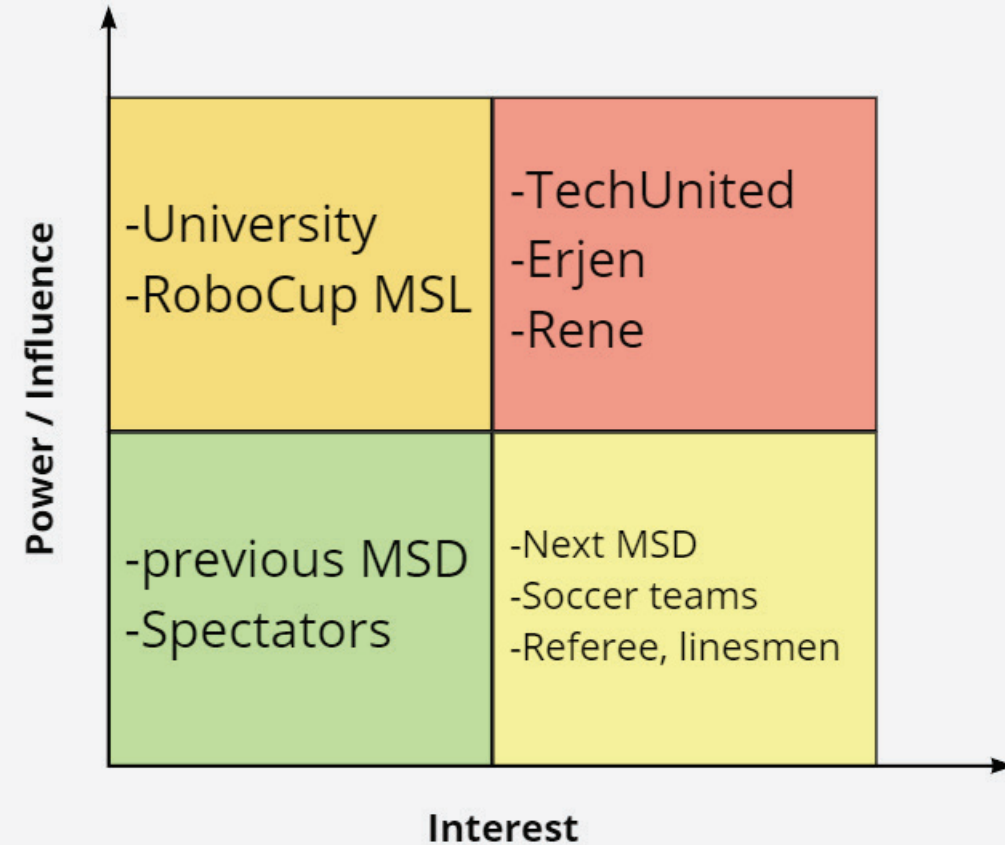 Power / Influence
-University
-RoboCup MSL
-TechUnited
-Erjen
-Rene
-previous MSD
-Spectators
-Next MSD
-Soccer teams
-Referee, linesmen
Interest